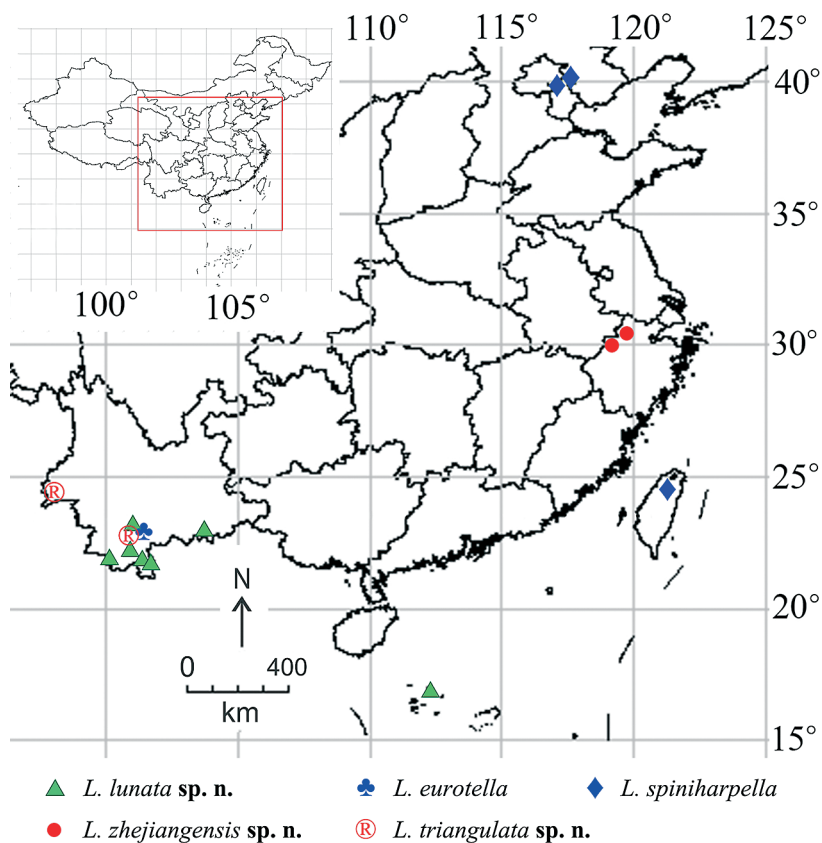 110° 115° 120° 125°
40°
35°
100° 105°
30°
25°
N
20°
0 400
km
15°
L. lunata sp. n. ♣ L. eurotella L. spiniharpella
L. zhejiangensis sp. n. Ⓡ L. triangulata sp. n.